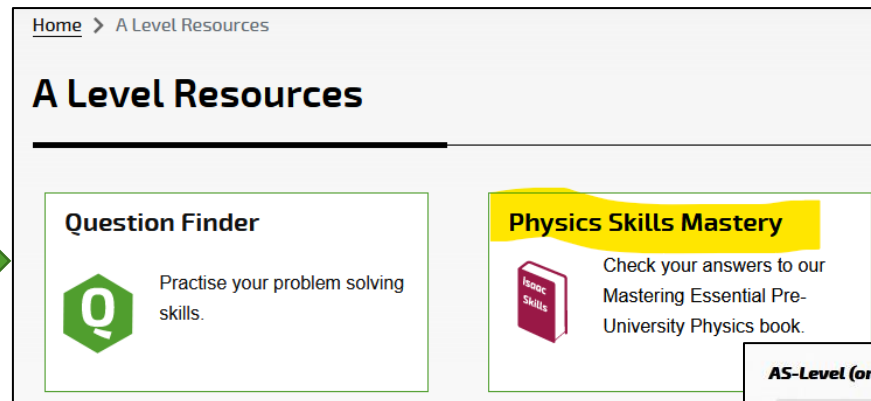 Home > A Level Resources
A Level Resources
Question Finder
Q
Practise your problem solving
skills.
Physics Skills Mastery
Isaac
Skills
Check your answers to our
Mastering Essential Pre-
University Physics book.
AS-Level (or